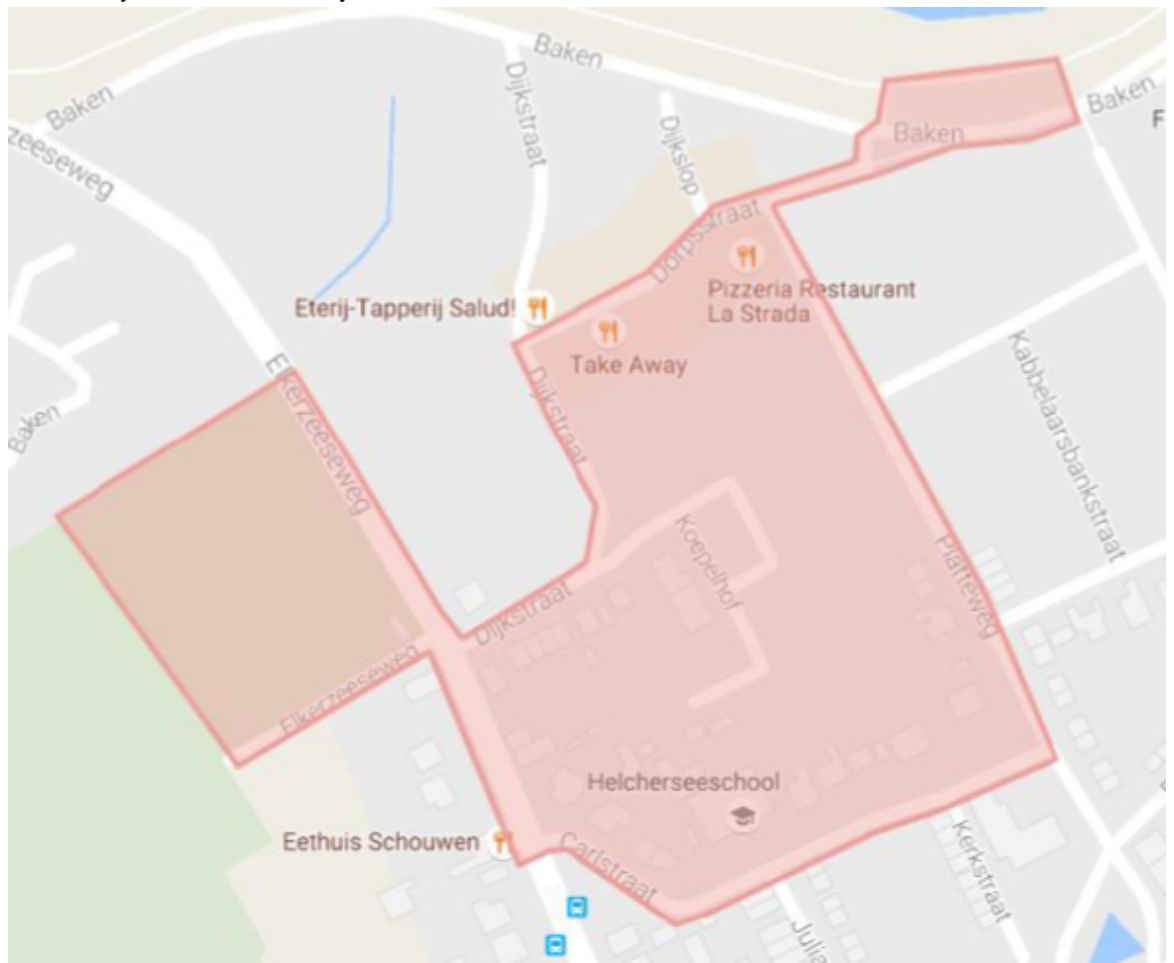 Baken
Baken
Baken
F
zeeseweg
Dijkstraat
Dijkslop
Baken
Dorpsstraat
Pizzeria Restaurant
La Strada
Eterij-Tapperij Salud!
Take Away
Elkerzeeseweg
Dijkstraat
Kabbelaarsbankstraat
Baken
Koepelhof
Platteweg
Dijkstraat
Elkerzeeseweg
Helcherseeschool
Eethuis Schouwen
Carlstraat
Kerkstraat
Julia